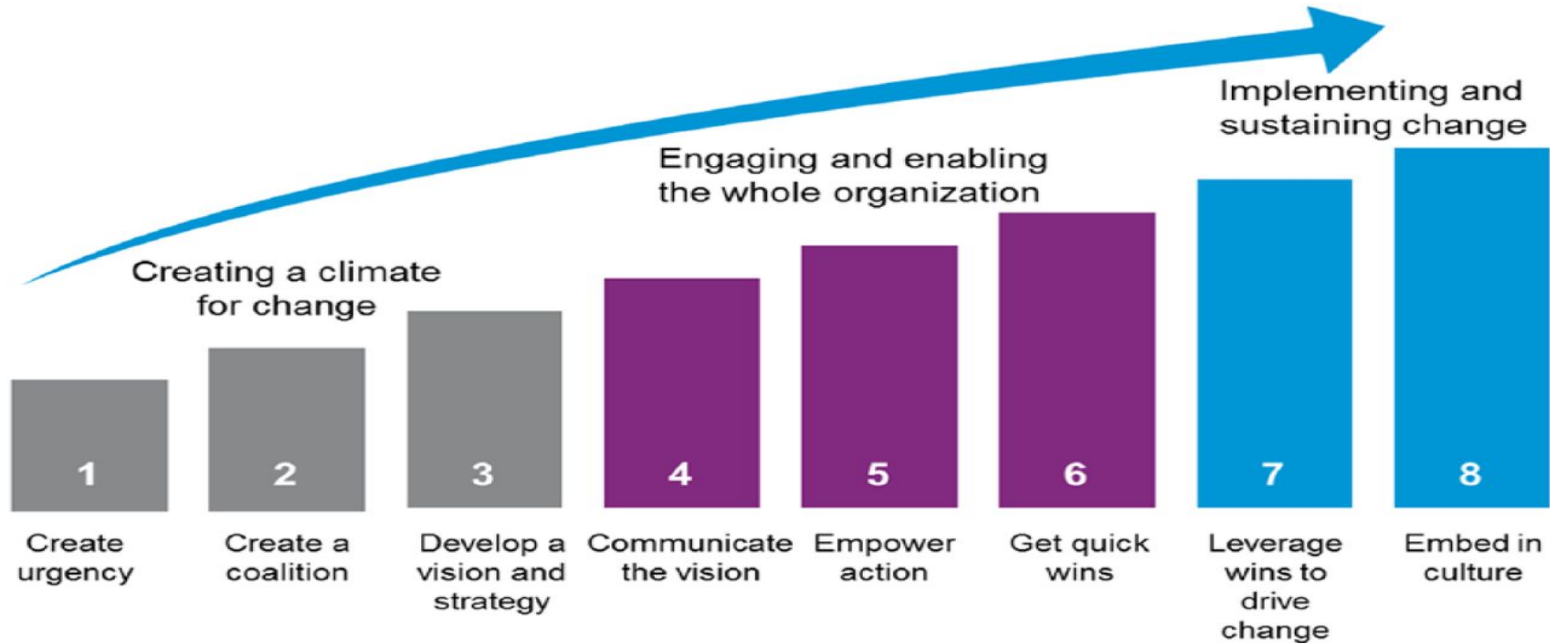 Implementing and
sustaining change
Engaging and enabling
the whole organization
Creating a climate
for change
1
2
3
4
5
6
7
8
Create
urgency
Create a
coalition
Develop a
vision and
strategy
Communicate
the vision
Empower
action
Get quick
wins
Leverage
wins to
drive
change
Embed in
culture